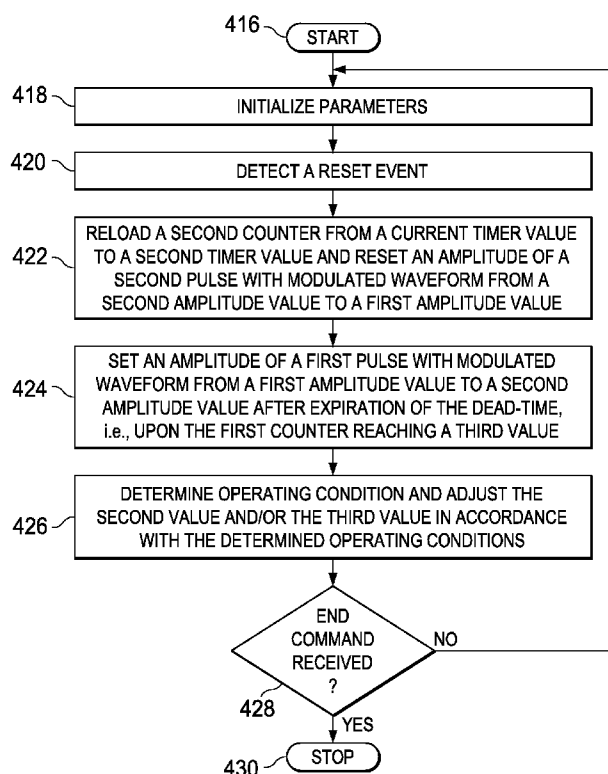 416
START
418
INITIALIZE PARAMETERS
420
DETECT A RESET EVENT
422
RELOAD A SECOND COUNTER FROM A CURRENT TIMER VALUE
TO A SECOND TIMER VALUE AND RESET AN AMPLITUDE OF A
SECOND PULSE WITH MODULATED WAVEFORM FROM A
SECOND AMPLITUDE VALUE TO A FIRST AMPLITUDE VALUE
424
SET AN AMPLITUDE OF A FIRST PULSE WITH MODULATED
WAVEFORM FROM A FIRST AMPLITUDE VALUE TO A SECOND
AMPLITUDE VALUE AFTER EXPIRATION OF THE DEAD-TIME,
i.e., UPON THE FIRST COUNTER REACHING A THIRD VALUE
426
DETERMINE OPERATING CONDITION AND ADJUST THE
SECOND VALUE AND/OR THE THIRD VALUE IN ACCORDANCE
WITH THE DETERMINED OPERATING CONDITIONS
END
COMMAND
RECEIVED
?
NO
428
YES
430
STOP